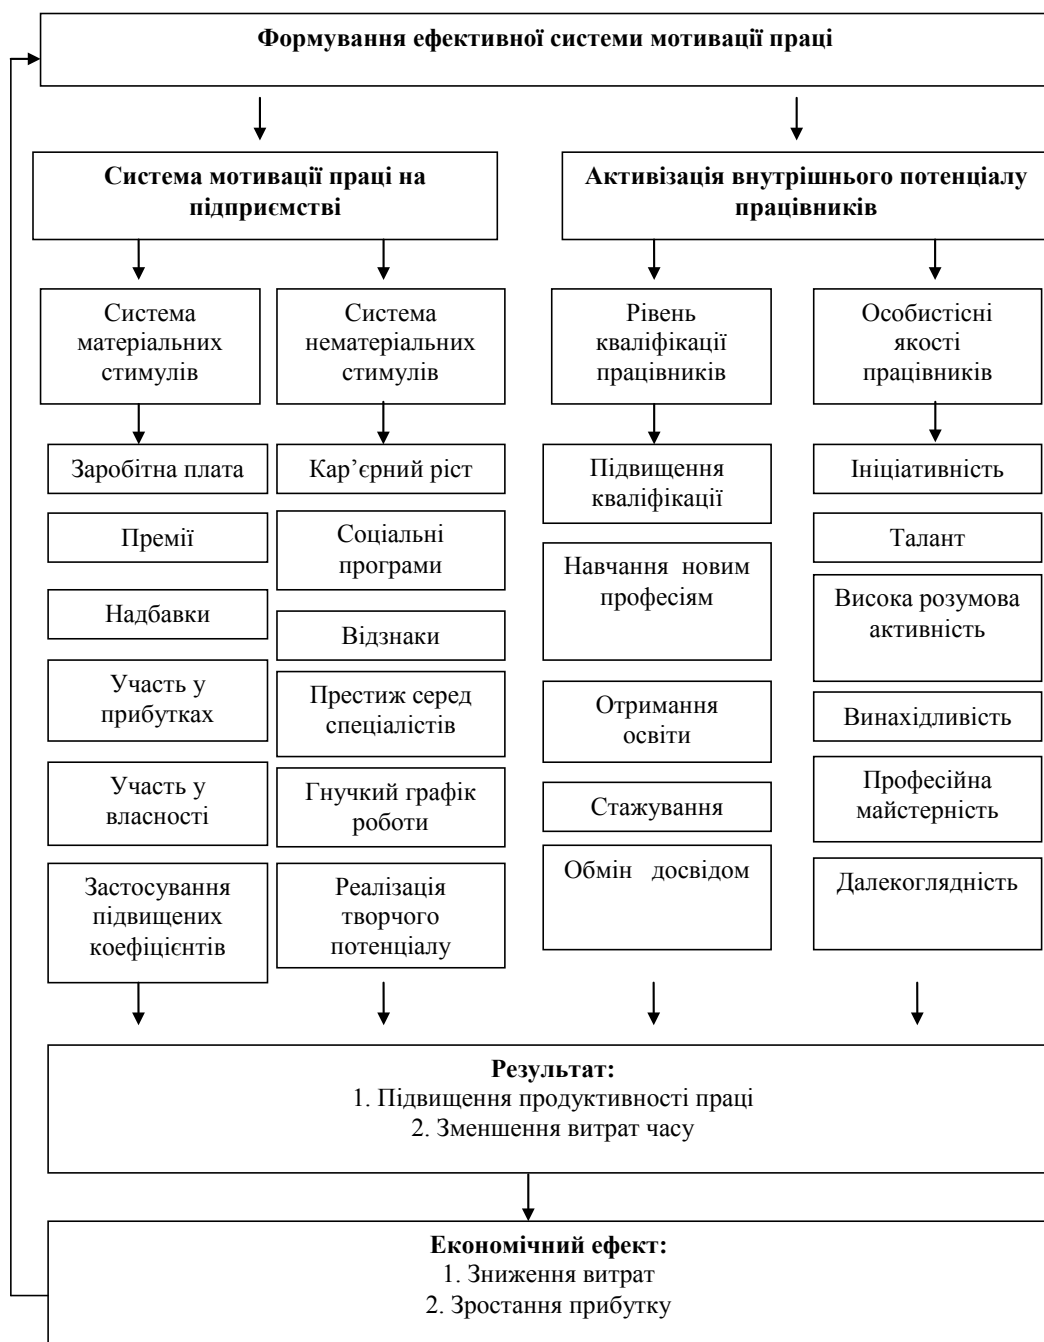 Формування ефективної системи мотивації праці
Система мотивації праці на
підприємстві
Активізація внутрішнього потенціалу
працівників
Система
матеріальних
стимулів
Система
нематеріальних
стимулів
Рівень
кваліфікації
працівників
Особистісні
якості
працівників
Заробітна плата
Премії
Надбавки
Участь у
прибутках
Участь у
власності
Застосування
підвищених
коефіцієнтів
Кар’єрний ріст
Соціальні
програми
Відзнаки
Престиж серед
спеціалістів
Гнучкий графік
роботи
Реалізація
творчого
потенціалу
Підвищення
кваліфікації
Навчання новим
професіям
Отримання
освіти
Стажування
Обмін досвідом
Ініціативність
Талант
Висока розумова
активність
Винахідливість
Професійна
майстерність
Далекоглядність
Результат:
1. Підвищення продуктивності праці
2. Зменшення витрат часу
Економічний ефект:
1. Зниження витрат
2. Зростання прибутку